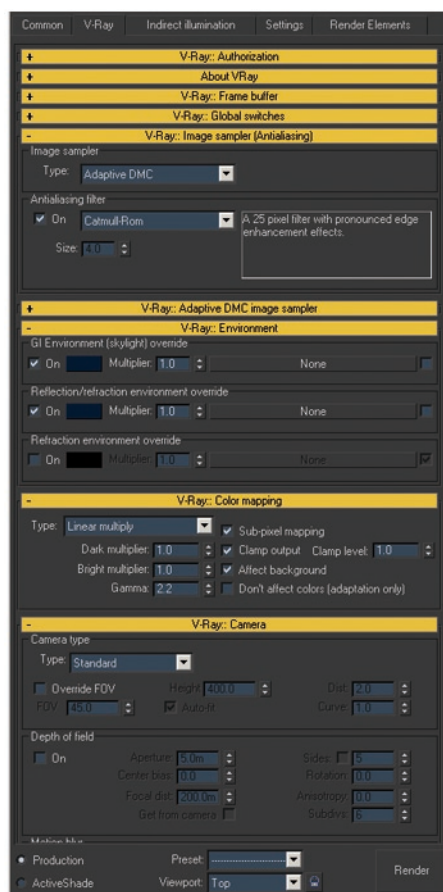 Common V-Ray Indirect illumination Settings Render Elements
+ V-Ray:: Authorization
+ About VRay
+ V-Ray:: Frame buffer
+ V-Ray:: Global switches
- V-Ray:: Image sampler (Antialiasing)
Image sampler
Type: Adaptive DMC
Antialiasing filter
On Catmull-Rom A 25 pixel filter with pronounced edge
enhancement effects.
Size: 4.0
+ V-Ray:: Adaptive DMC image sampler
- V-Ray:: Environment
GI Environment (skylight) override
On Multiplier: 1.0 None
Reflection/refraction environment override
On Multiplier: 1.0 None
Refraction environment override
On Multiplier: 1.0 None
- V-Ray:: Color mapping
Type: Linear multiply Sub-pixel mapping
Dark multiplier: 1.0 Clamp output Clamp level: 1.0
Bright multiplier: 1.0 Affect background
Gamma: 2.2 Don't affect colors (adaptation only)
- V-Ray:: Camera
Camera type
Type: Standard
Override FOV Height: 400.0 Dist: 2.0
FOV: 45.0 Auto-fit Curve: 1.0
Depth of field
On Aperture: 5.0m Sides: 5
Center bias: 0.0 Rotation: 0.0
Focal dist: 200.0m Anisotropy: 0.0
Get from camera Subdivs: 6
Motion blur
Production Preset: ------------------------
ActiveShade Viewport: Top Render